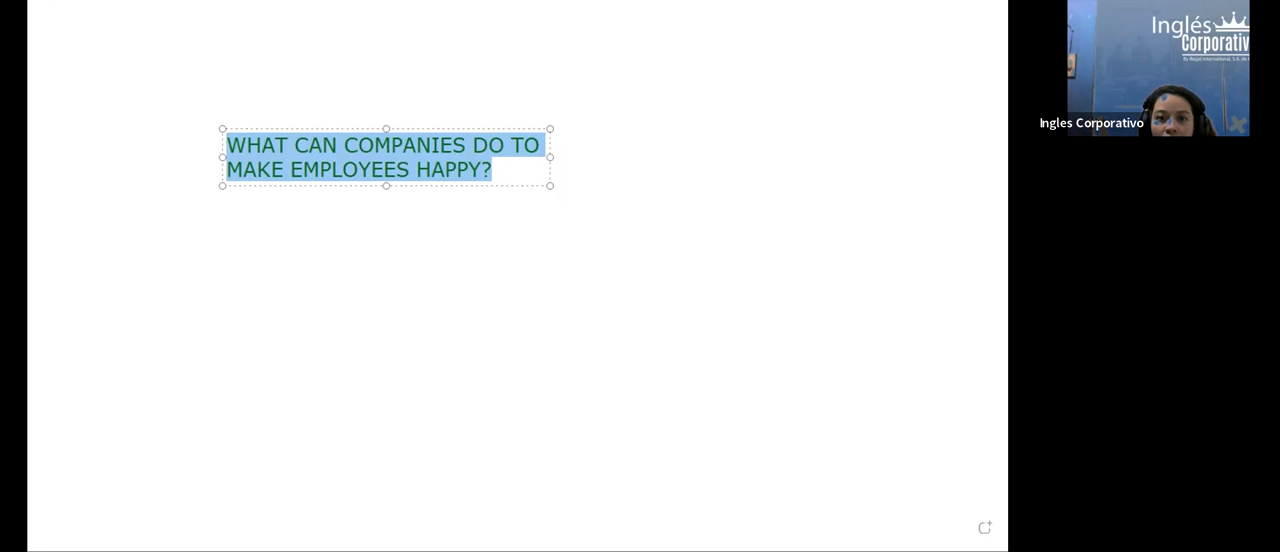 WHAT CAN COMPANIES DO TO
MAKE EMPLOYEES HAPPY?
Inglés
Corporativ
Ingles Corporativo